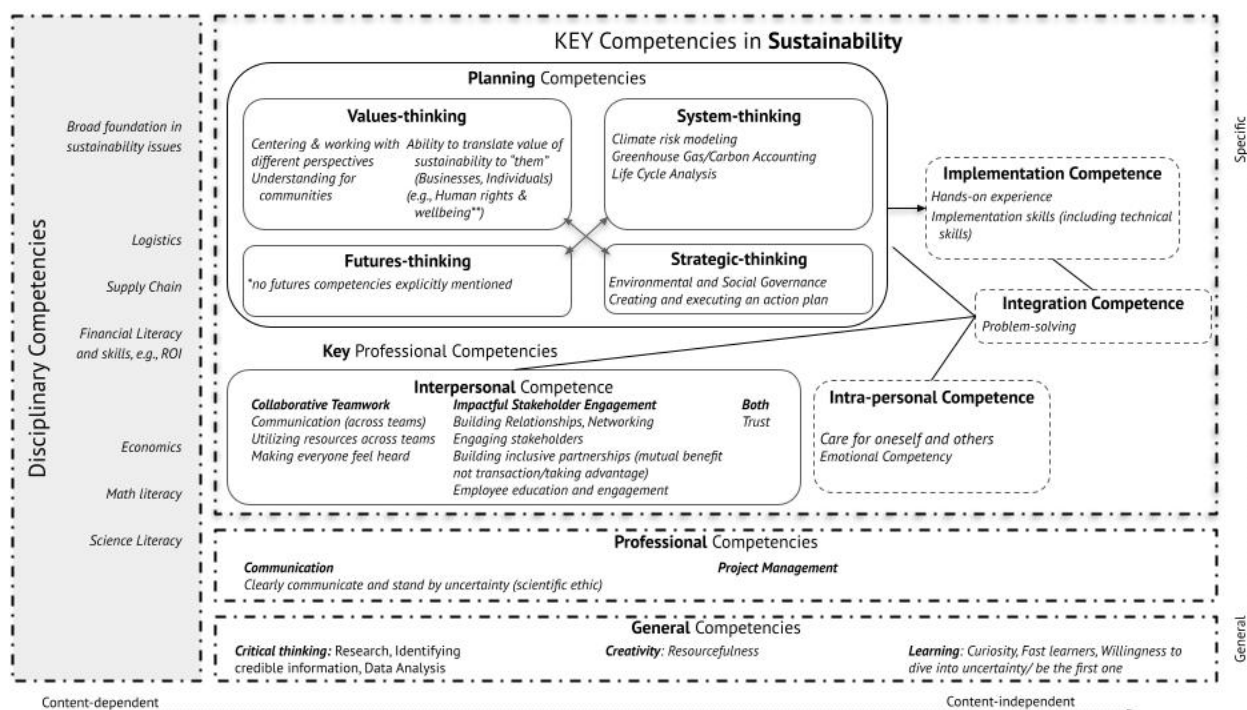 KEY Competencies in Sustainability
Disciplinary Competencies
Broad foundation in
sustainability issues
Logistics
Supply Chain
Financial Literacy
and skills, e.g., ROI
Economics
Math literacy
Science Literacy
Planning Competencies
Values-thinking
Centering & working with
different perspectives
Understanding for
communities
Ability to translate value of
sustainability to "them"
(Businesses, Individuals)
(e.g., Human rights &
wellbeing**)
System-thinking
Climate risk modeling
Greenhouse Gas/Carbon Accounting
Life Cycle Analysis
Futures-thinking
*no futures competencies explicitly mentioned
Strategic-thinking
Environmental and Social Governance
Creating and executing an action plan
Implementation Competence
Hands-on experience
Implementation skills (including technical
skills)
Integration Competence
Problem-solving
Key Professional Competencies
Interpersonal Competence
Collaborative Teamwork
Communication (across teams)
Utilizing resources across teams
Making everyone feel heard
Impactful Stakeholder Engagement
Building Relationships, Networking
Engaging stakeholders
Building inclusive partnerships (mutual benefit
not transaction/taking advantage)
Employee education and engagement
Both
Trust
Intra-personal Competence
Care for oneself and others
Emotional Competency
Professional Competencies
Communication
Clearly communicate and stand by uncertainty (scientific ethic)
Project Management
General Competencies
Critical thinking: Research, Identifying
credible information, Data Analysis
Creativity: Resourcefulness
Learning: Curiosity, Fast learners, Willingness to
dive into uncertainty/ be the first one
Specific
General
Content-dependent
Content-independent